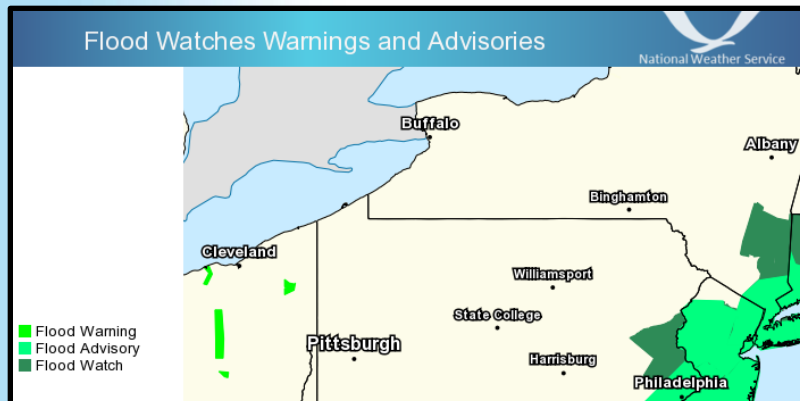 Flood Watches Warnings and Advisories
National Weather Service
Buffalo
Albany
Binghamton
Cleveland
Williamsport
State College
Pittsburgh
Harrisburg
Philadelphia
Flood Warning
Flood Advisory
Flood Watch